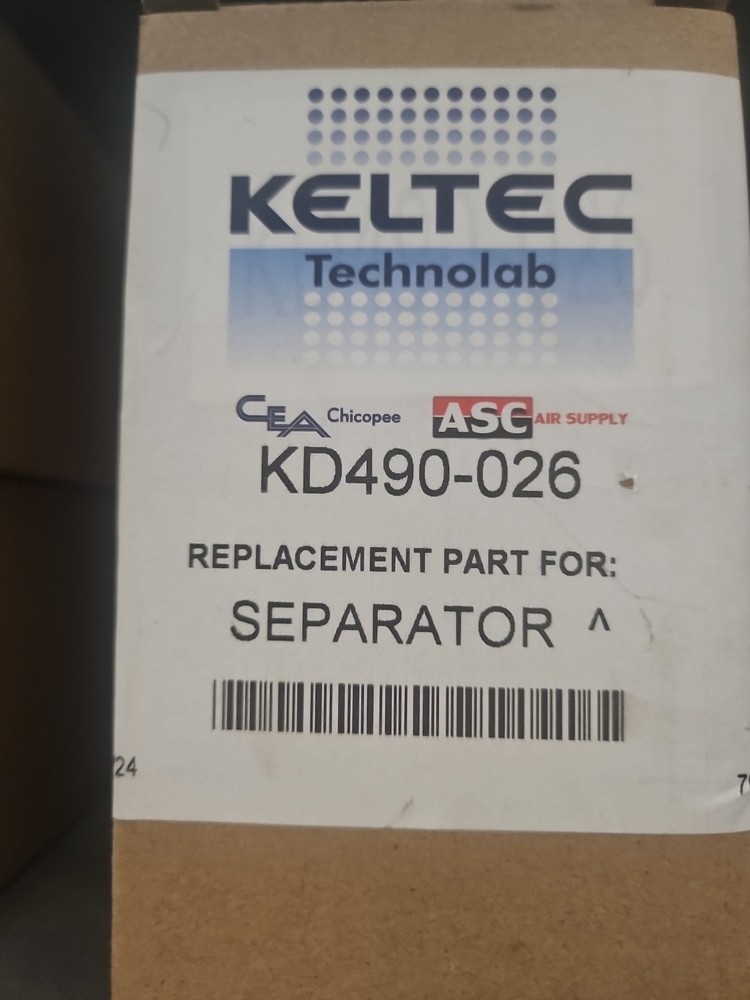 KELTEC
Technolab
CEA Chicopee ASC AIR SUPPLY
KD490-026
REPLACEMENT PART FOR:
SEPARATOR ^
24